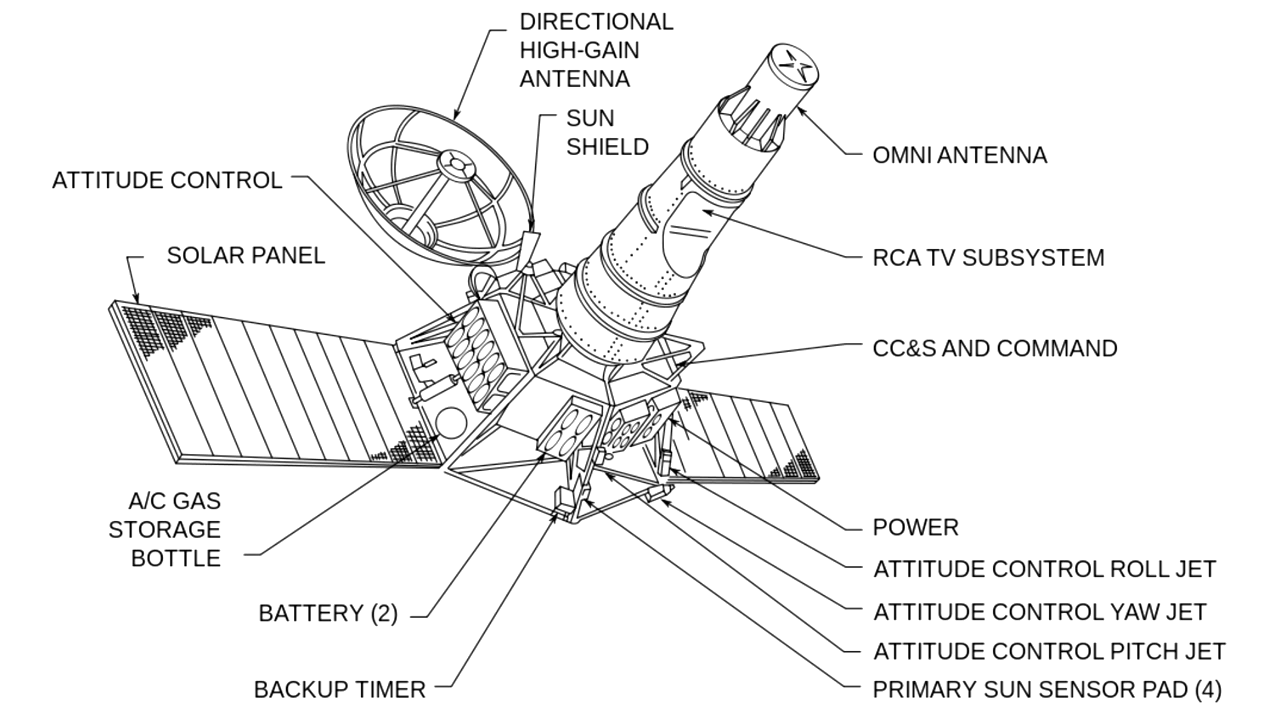 DIRECTIONAL
HIGH-GAIN
ANTENNA
SUN
SHIELD
OMNI ANTENNA
ATTITUDE CONTROL
SOLAR PANEL
RCA TV SUBSYSTEM
CC&S AND COMMAND
A/C GAS
STORAGE
BOTTLE
POWER
ATTITUDE CONTROL ROLL JET
BATTERY (2)
ATTITUDE CONTROL YAW JET
ATTITUDE CONTROL PITCH JET
BACKUP TIMER
PRIMARY SUN SENSOR PAD (4)